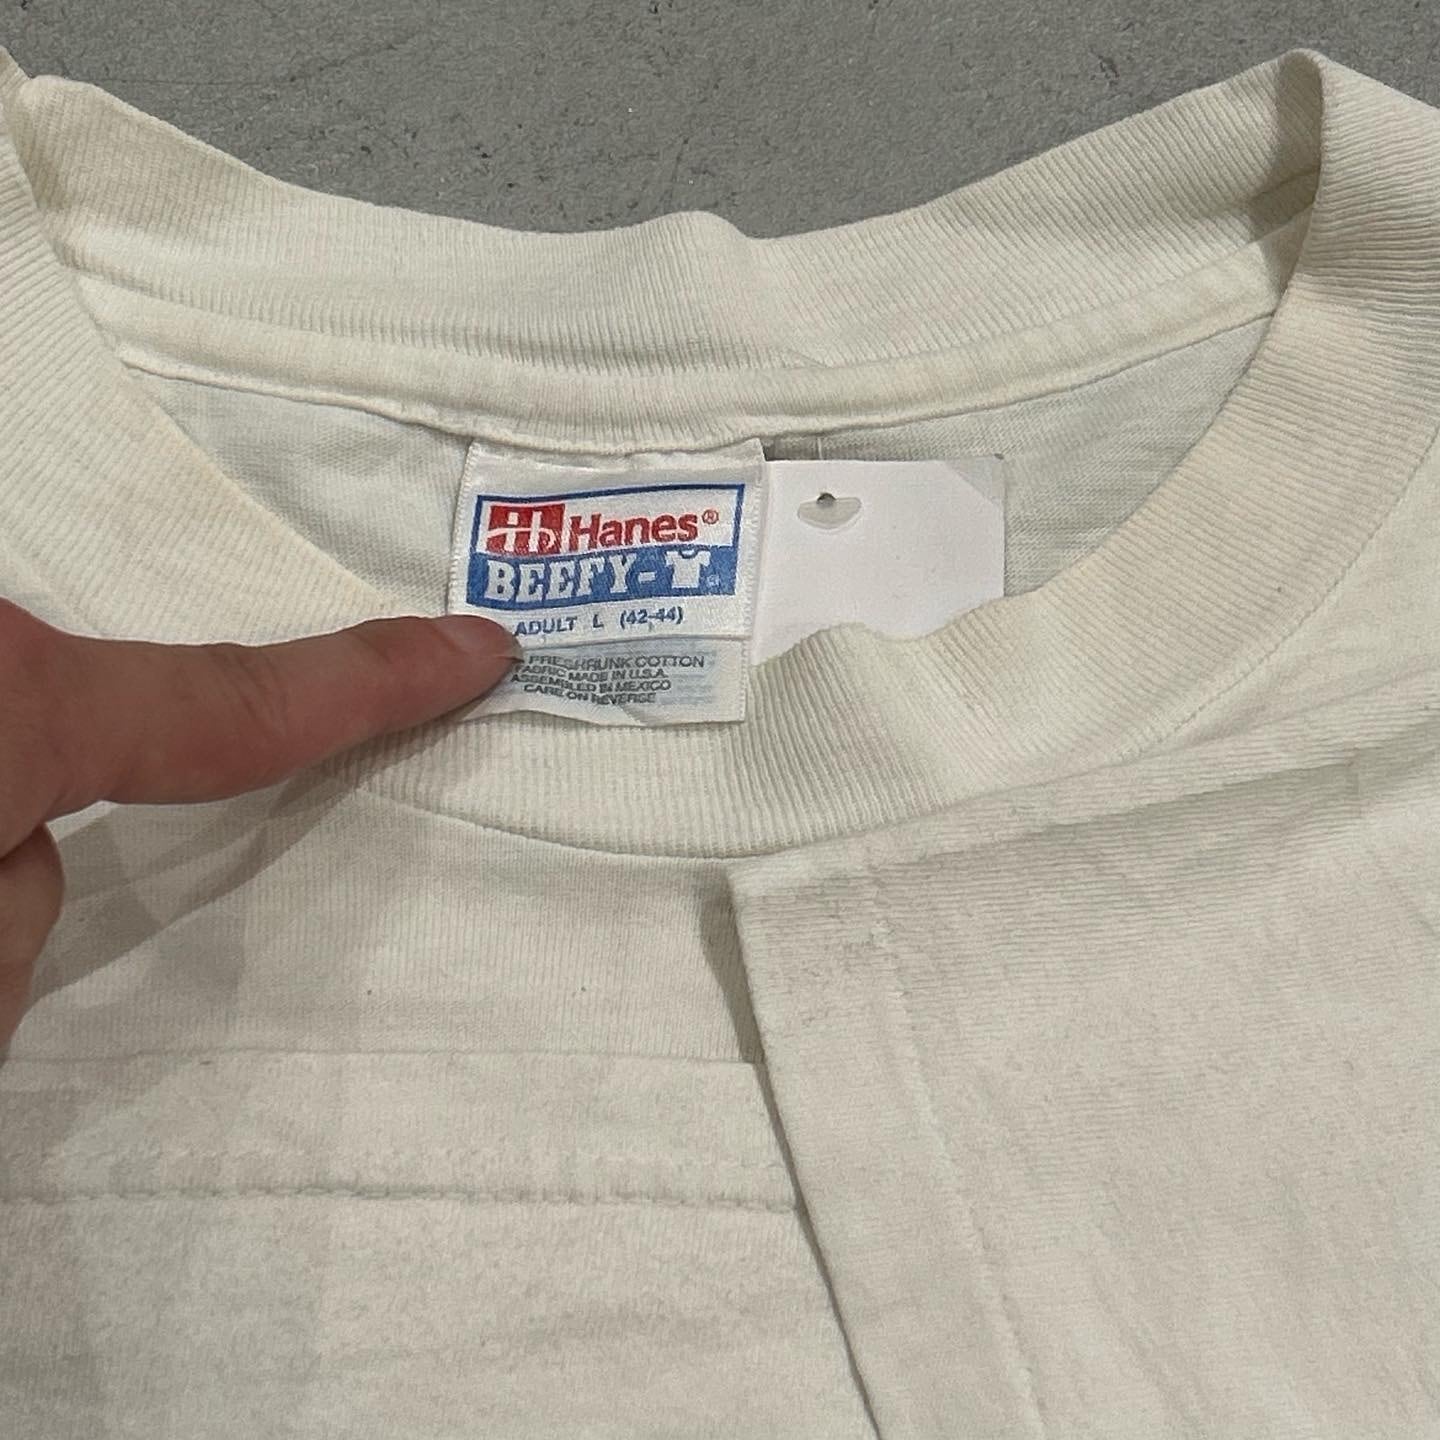 Hanes®
BEEFY-T
ADULT L (42-44)
PRESHRUNK COTTON
FABRIC MADE IN U.S.A.
ASSEMBLED IN MEXICO
CARE ON REVERSE